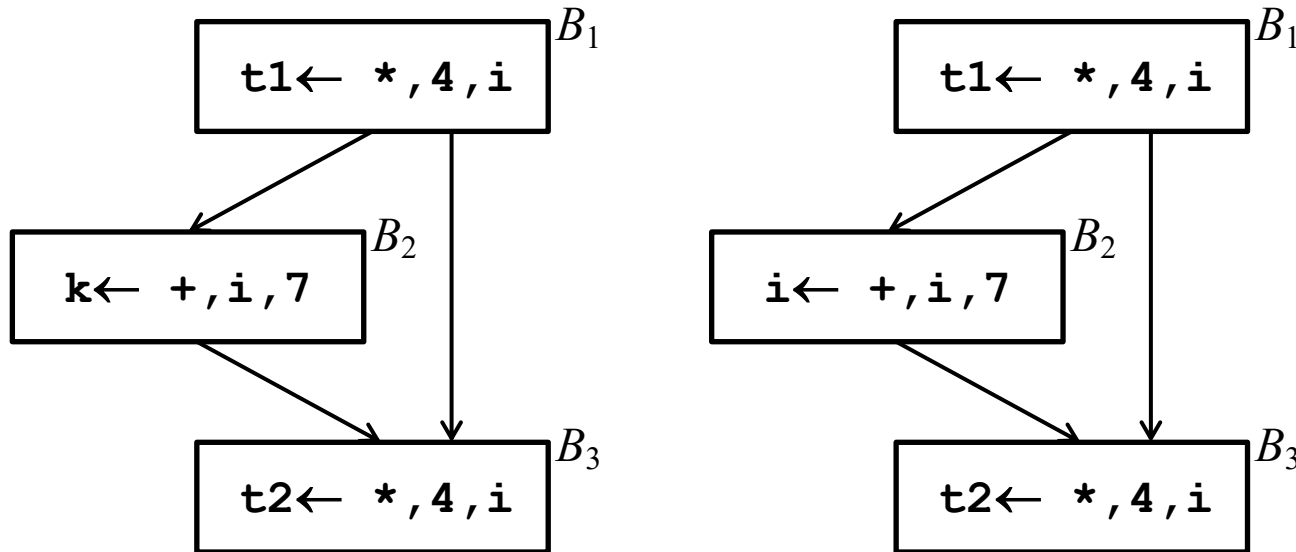 B₁
t1← *,4,i
B₂
k← +,i,7
B₃
t2← *,4,i
B₁
t1← *,4,i
B₂
i← +,i,7
B₃
t2← *,4,i